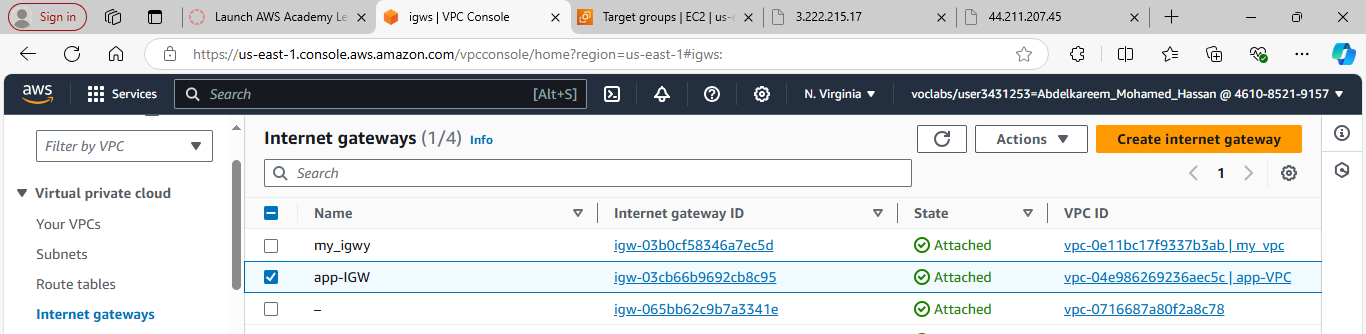 Sign in
Launch AWS Academy Le
igws | VPC Console
Target groups | EC2 | us-e
3.222.215.17
44.211.207.45
https://us-east-1.console.aws.amazon.com/vpcconsole/home?region=us-east-1#igws:
aws
Services
Search
[Alt+S]
N. Virginia
voclabs/user3431253=Abdelkareem_Mohamed_Hassan @ 4610-8521-9157
Filter by VPC
Virtual private cloud
Your VPCs
Subnets
Route tables
Internet gateways
Internet gateways (1/4) Info
Actions
Create internet gateway
Search
1
Name Internet gateway ID State VPC ID
my_igwy igw-03b0cf58346a7ec5d Attached vpc-0e11bc17f9337b3ab | my_vpc
app-IGW igw-03cb66b9692cb8c95 Attached vpc-04e986269236aec5c | app-VPC
– igw-065bb62c9b7a3341e Attached vpc-0716687a80f2a8c78